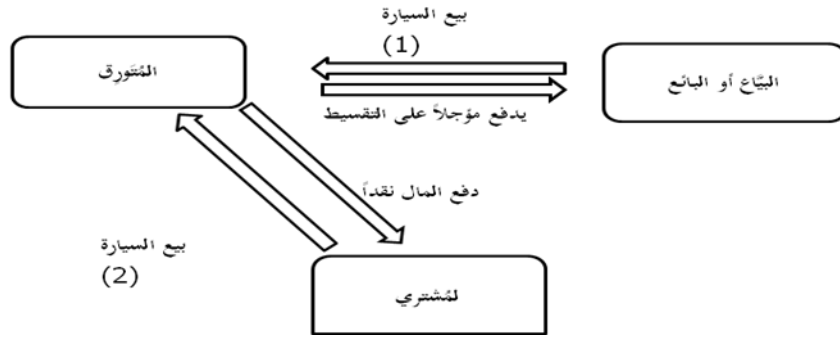 بيع السيارة
(1)
البيَّاع أو البائع
المُتَورِق
يدفع مؤجلاً على التقسيط
دفع المال نقداً
بيع السيارة
(2)
لمُشتري